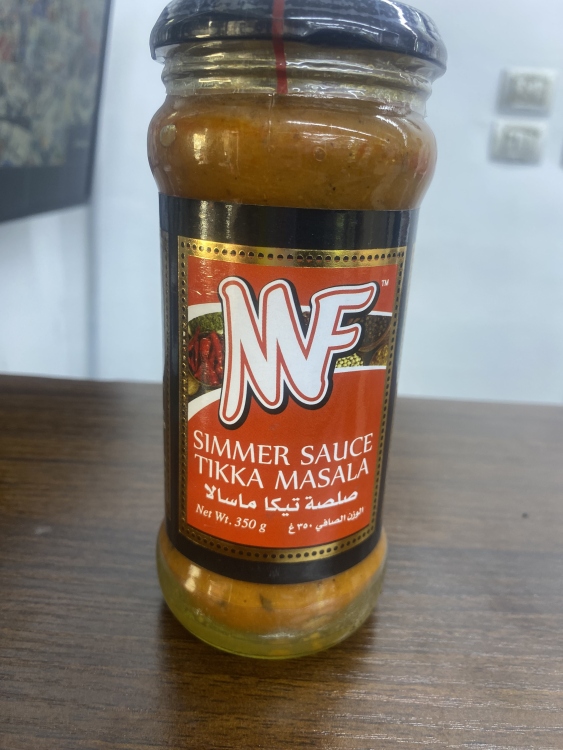 MF
™
SIMMER SAUCE
TIKKA MASALA
صلصة تيكا ماسالا
Net Wt. 350 g الوزن الصافي ٣٥٠ غ